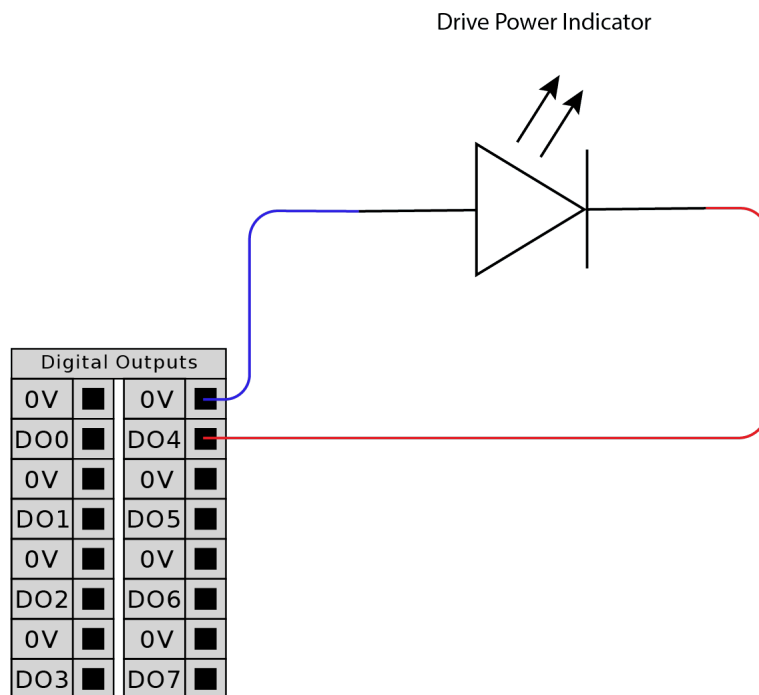 Drive Power Indicator
Digital Outputs
0V 0V
DO0 DO4
0V 0V
DO1 DO5
0V 0V
DO2 DO6
0V 0V
DO3 DO7